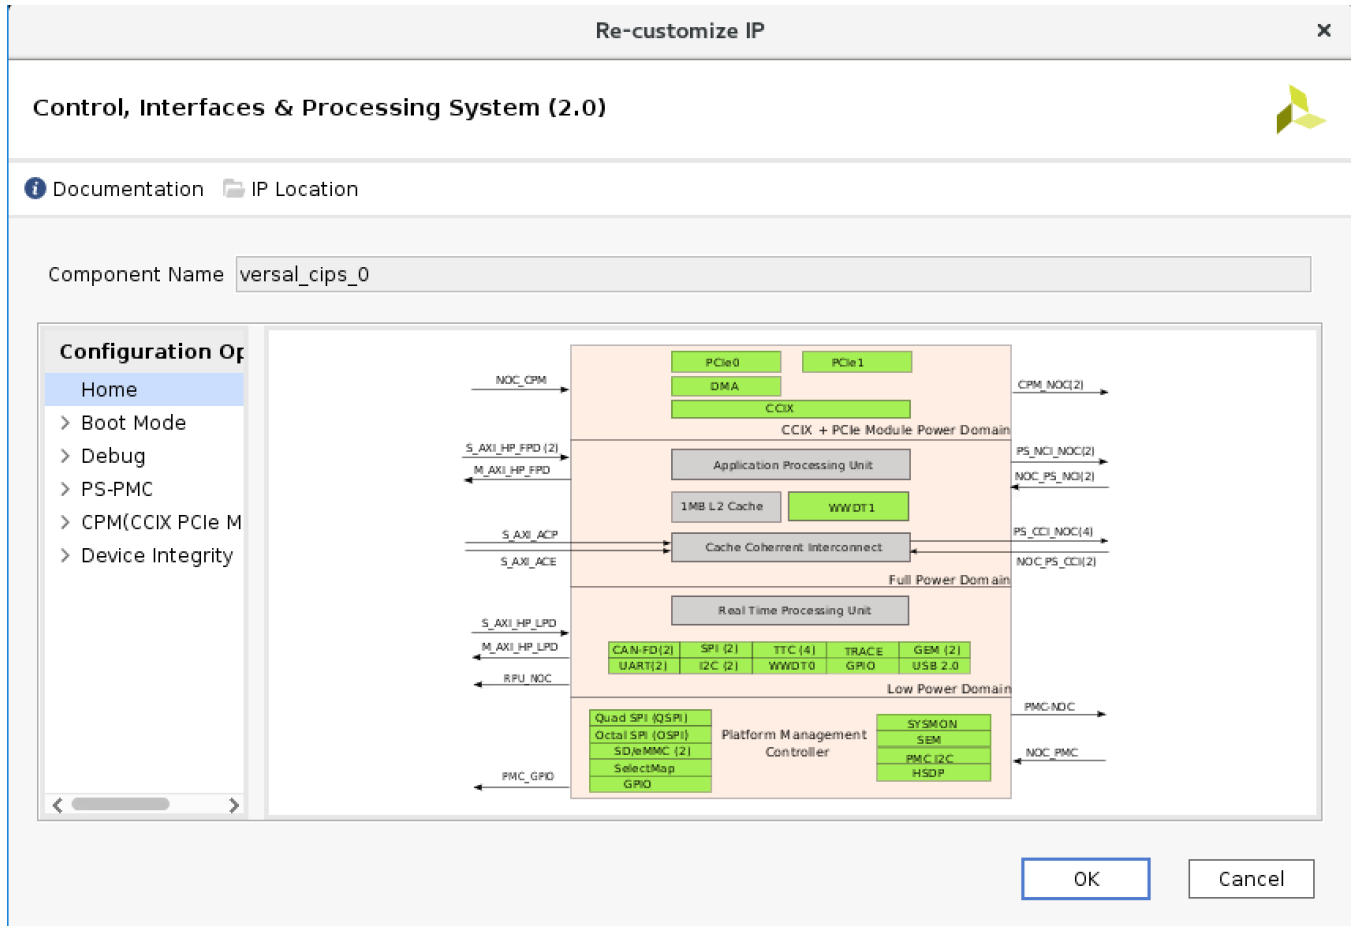 Re-customize IP
Control, Interfaces & Processing System (2.0)
Documentation IP Location
Component Name versal_cips_0
Configuration Op
Home
Boot Mode
Debug
PS-PMC
CPM(CCIX PCIe M
Device Integrity
PCIe0 PCIe1
NOC_CPM
DMA
CPM_NOC(2)
CCIX
CCIX + PCIe Module Power Domain
S_AXI_HP_FPD (2)
M_AXI_HP_FPD
Application Processing Unit
PS_NCI_NOC(2)
NOC_PS_NCI(2)
1MB L2 Cache WWDT1
S_AXI_ACP
S_AXI_ACE
Cache Coherrent Interconnect
PS_CCI_NOC(4)
NOC_PS_CCI(2)
Full Power Domain
Real Time Processing Unit
S_AXI_HP_LPD
M_AXI_HP_LPD
RPU_NOC
CAN-FD(2) SPI (2) TTC (4) TRACE GEM (2)
UART(2) I2C (2) WWDT0 GPIO USB 2.0
Low Power Domain
Quad SPI (QSPI)
Octal SPI (OSPI)
SD/eMMC (2)
SelectMap
GPIO
Platform Management
Controller
SYSMON
SEM
PMC I2C
HSDP
PMC-NOC
NOC_PMC
PMC_GPIO
OK Cancel